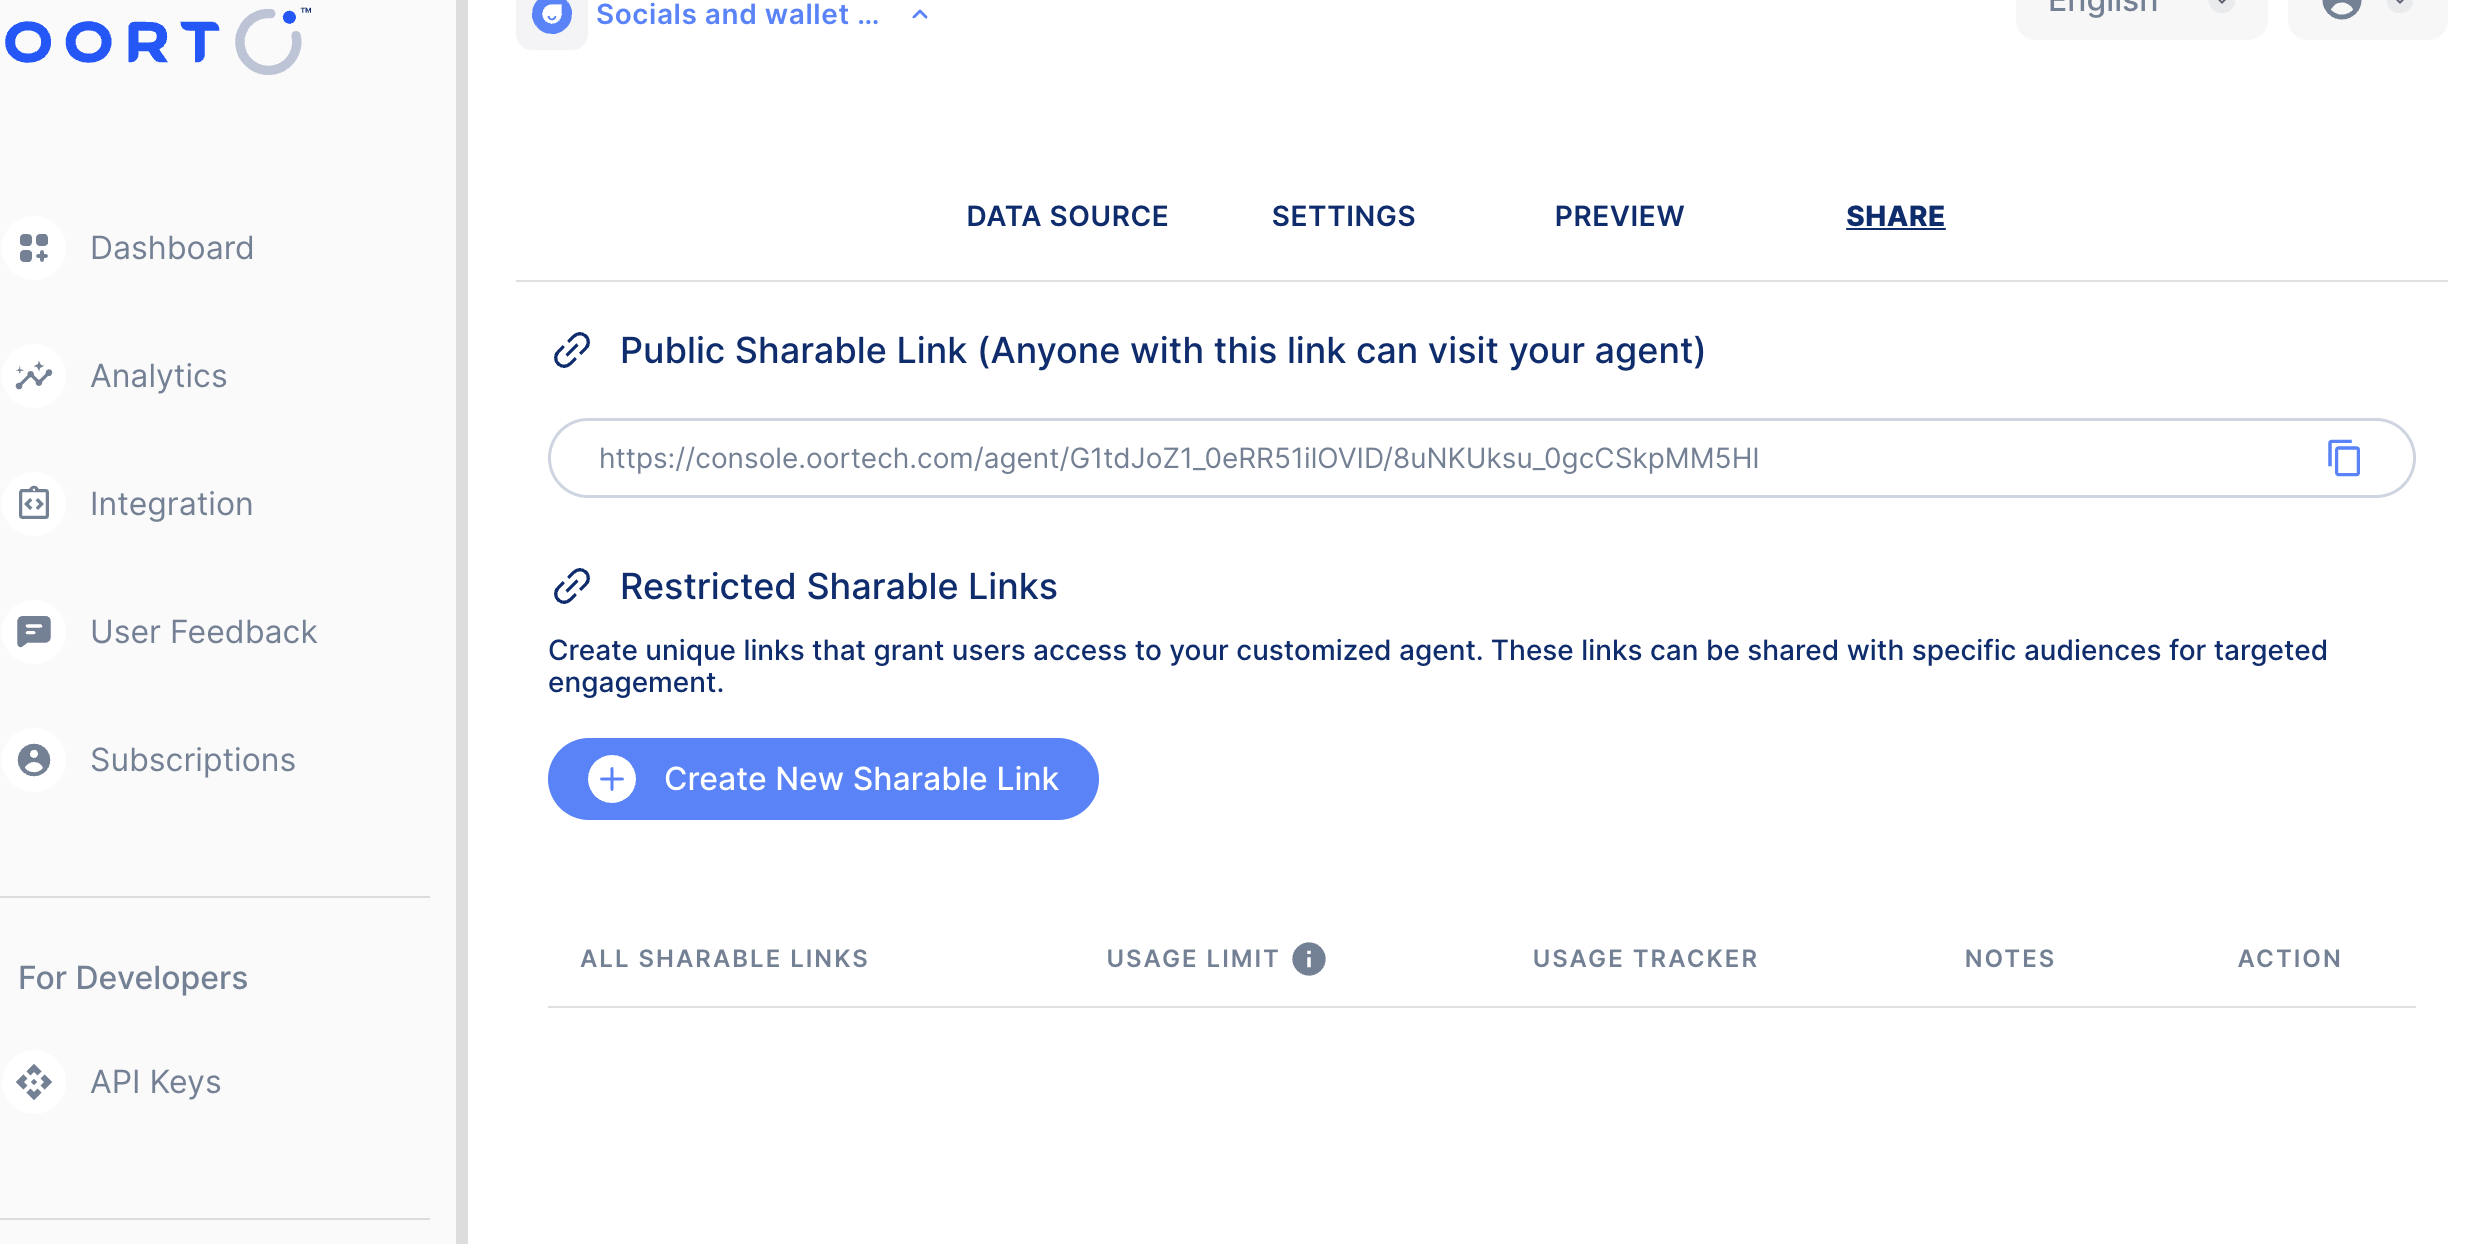 OORT ™
Socials and wallet ...
English
Dashboard
Analytics
Integration
User Feedback
Subscriptions
For Developers
API Keys
DATA SOURCE SETTINGS PREVIEW SHARE
Public Sharable Link (Anyone with this link can visit your agent)
https://console.oortech.com/agent/G1tdJoZ1_0eRR51iIOVID/8uNKUksu_0gcCSkpMM5HI
Restricted Sharable Links
Create unique links that grant users access to your customized agent. These links can be shared with specific audiences for targeted
engagement.
Create New Sharable Link
ALL SHARABLE LINKS USAGE LIMIT USAGE TRACKER NOTES ACTION